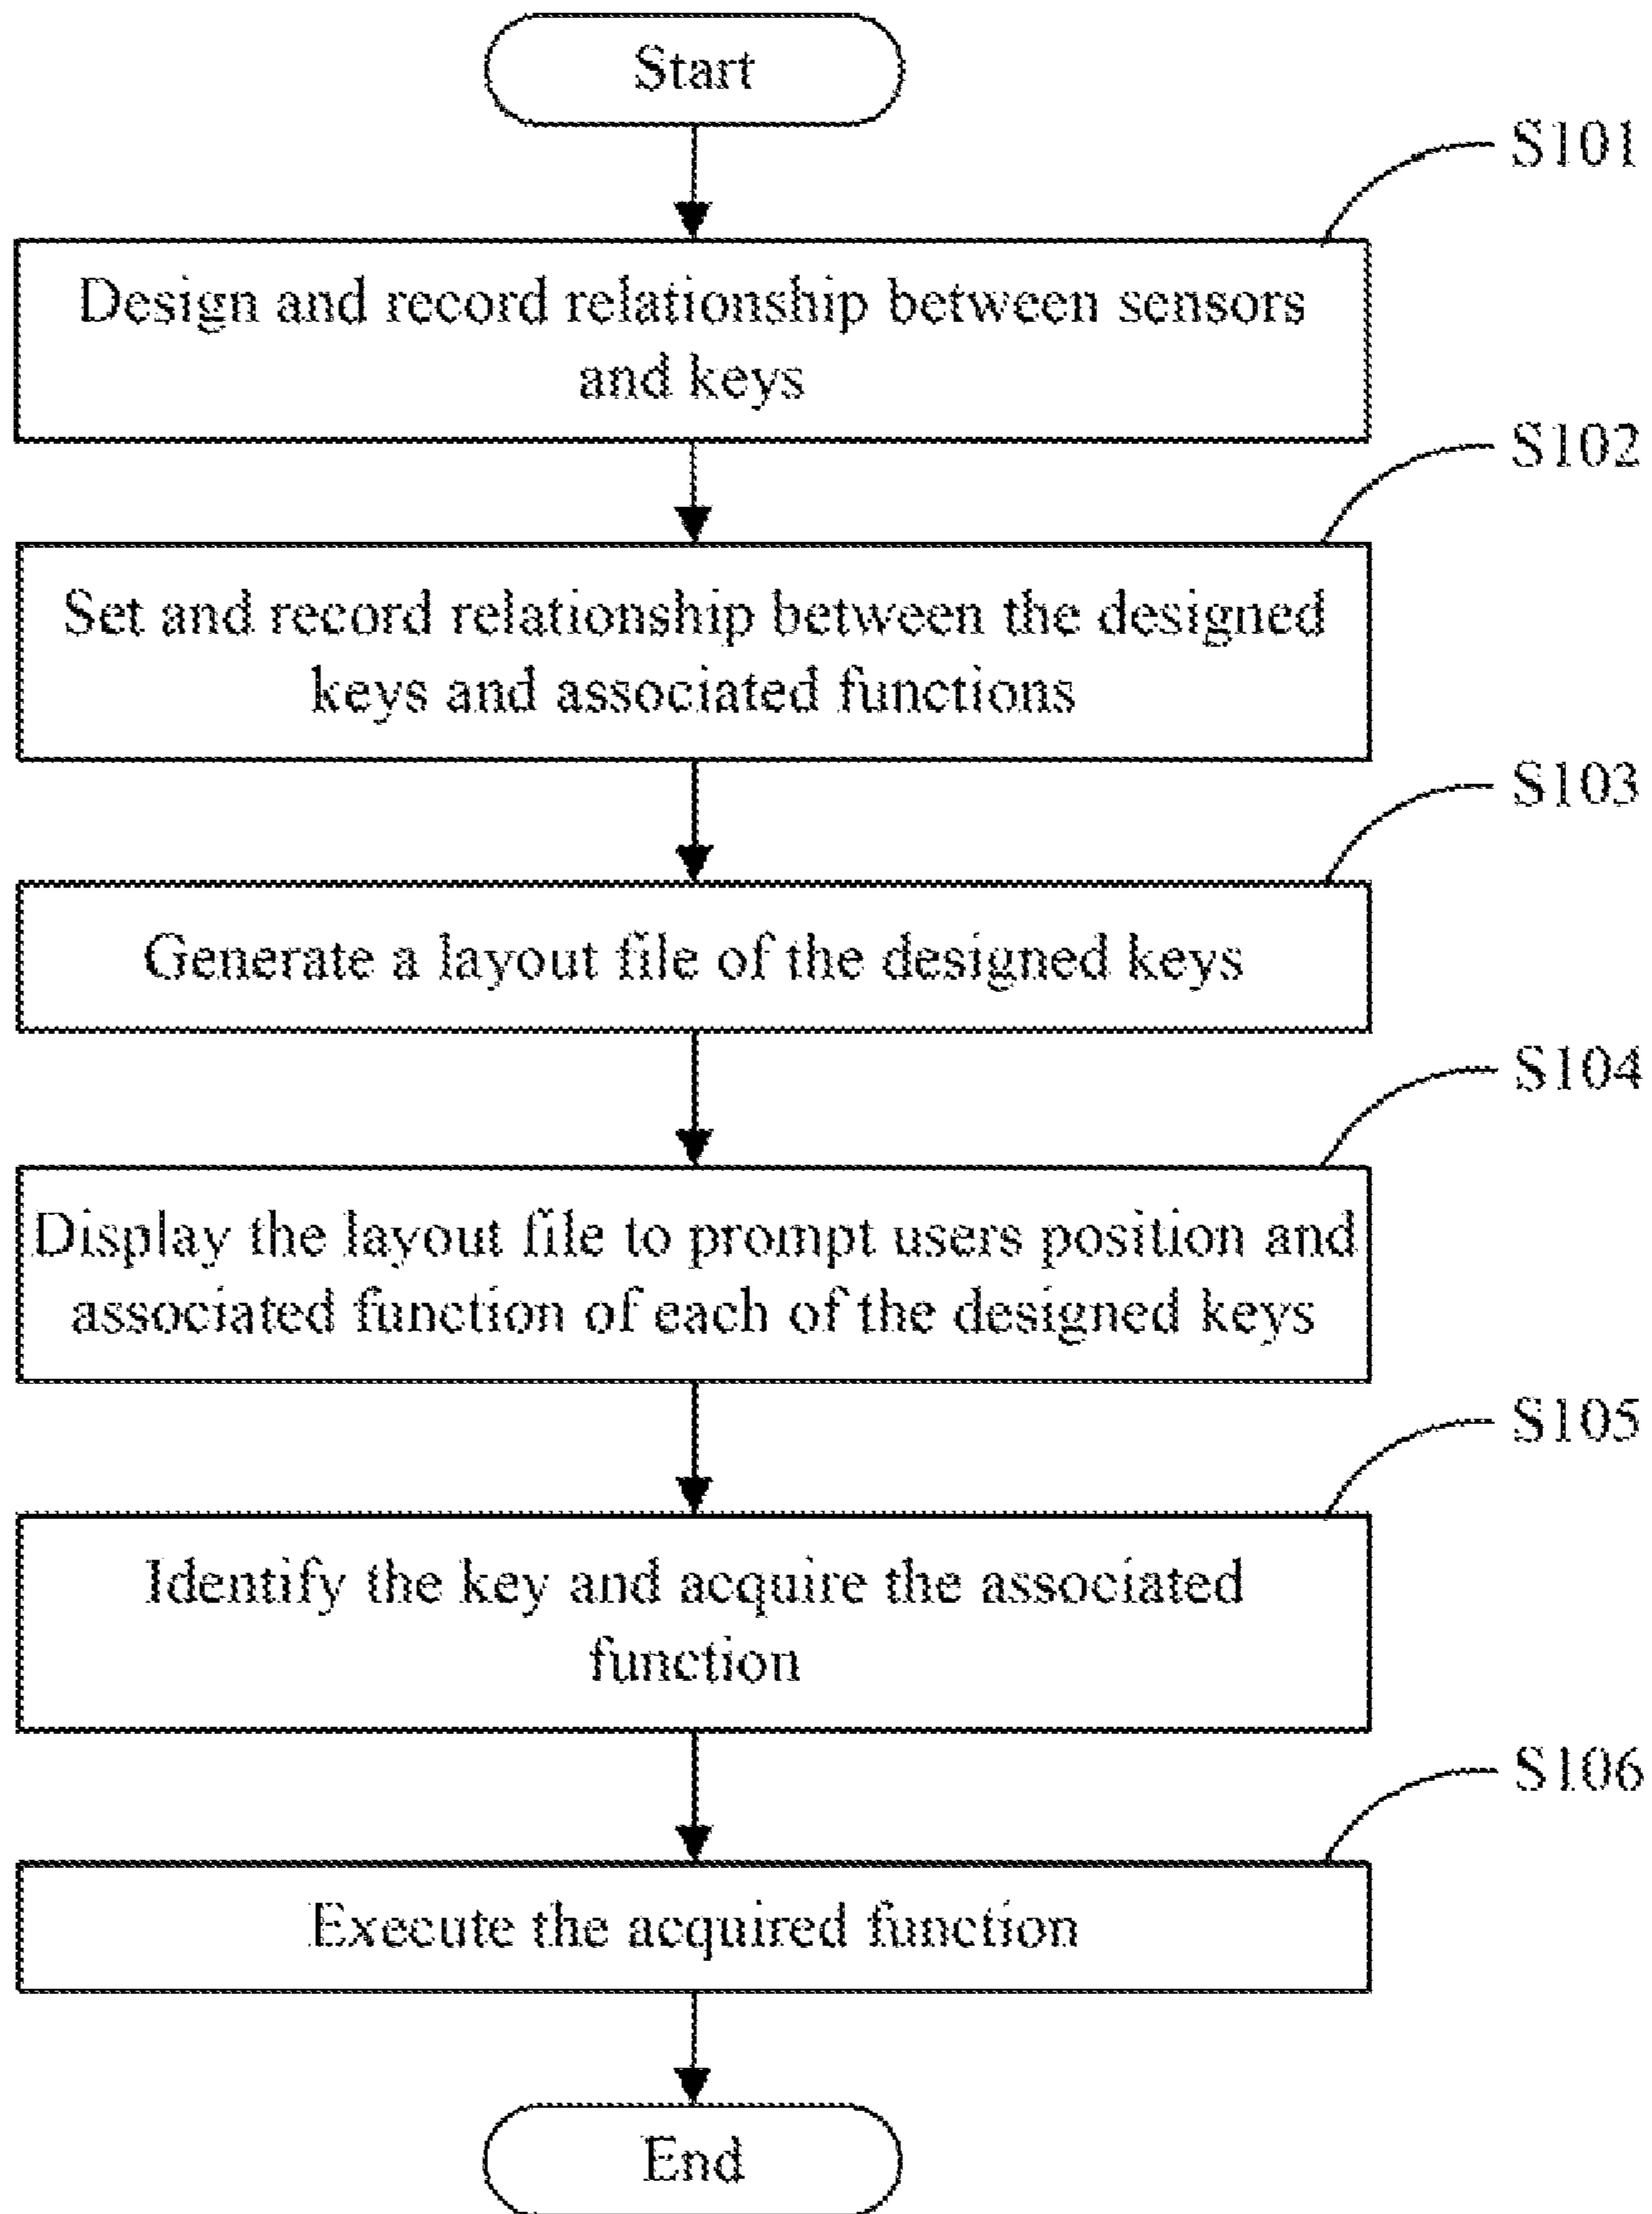 Start
S101
Design and record relationship between sensors
and keys
S102
Set and record relationship between the designed
keys and associated functions
S103
Generate a layout file of the designed keys
S104
Display the layout file to prompt users position and
associated function of each of the designed keys
S105
Identify the key and acquire the associated
function
S106
Execute the acquired function
End